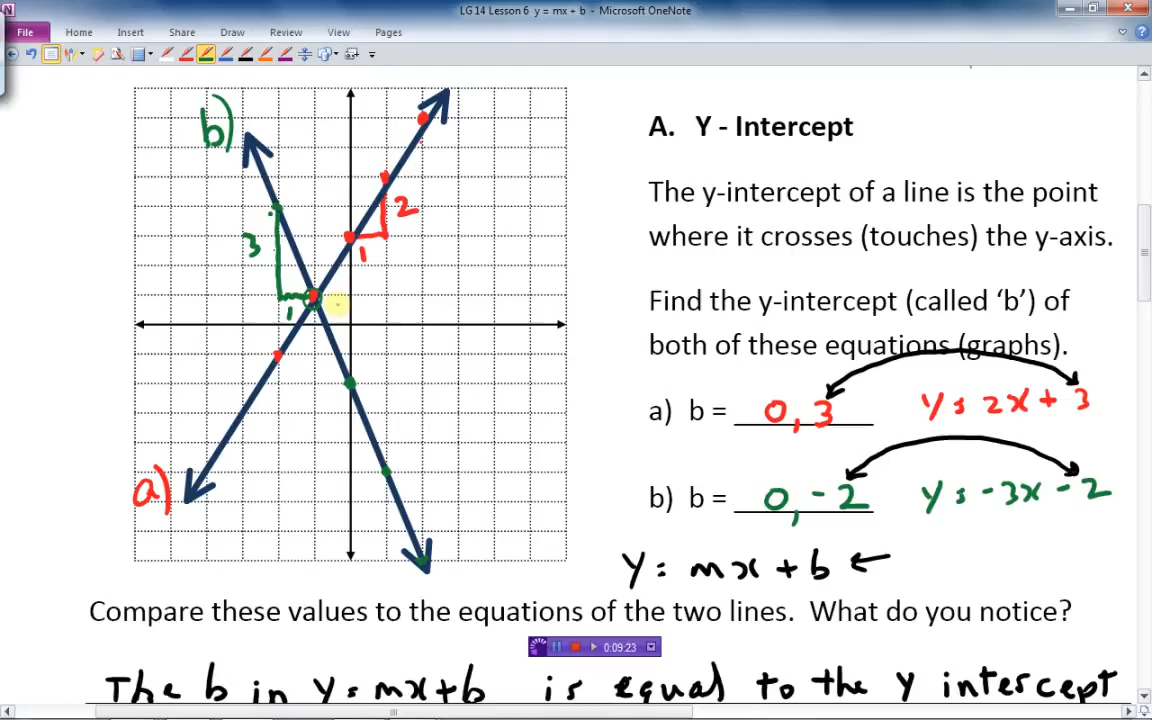 LG 14 Lesson 6 y = mx + b - Microsoft OneNote
File Home Insert Share Draw Review View Pages
b)
3
1
2
1
a)
A. Y - Intercept
The y-intercept of a line is the point
where it crosses (touches) the y-axis.
Find the y-intercept (called ‘b’) of
both of these equations (graphs).
a) b = 0, 3 y = 2x + 3
b) b = 0, -2 y = -3x - 2
y = mx + b
Compare these values to the equations of the two lines. What do you notice?
0:09:23
The b in y = mx+b is equal to the y intercept